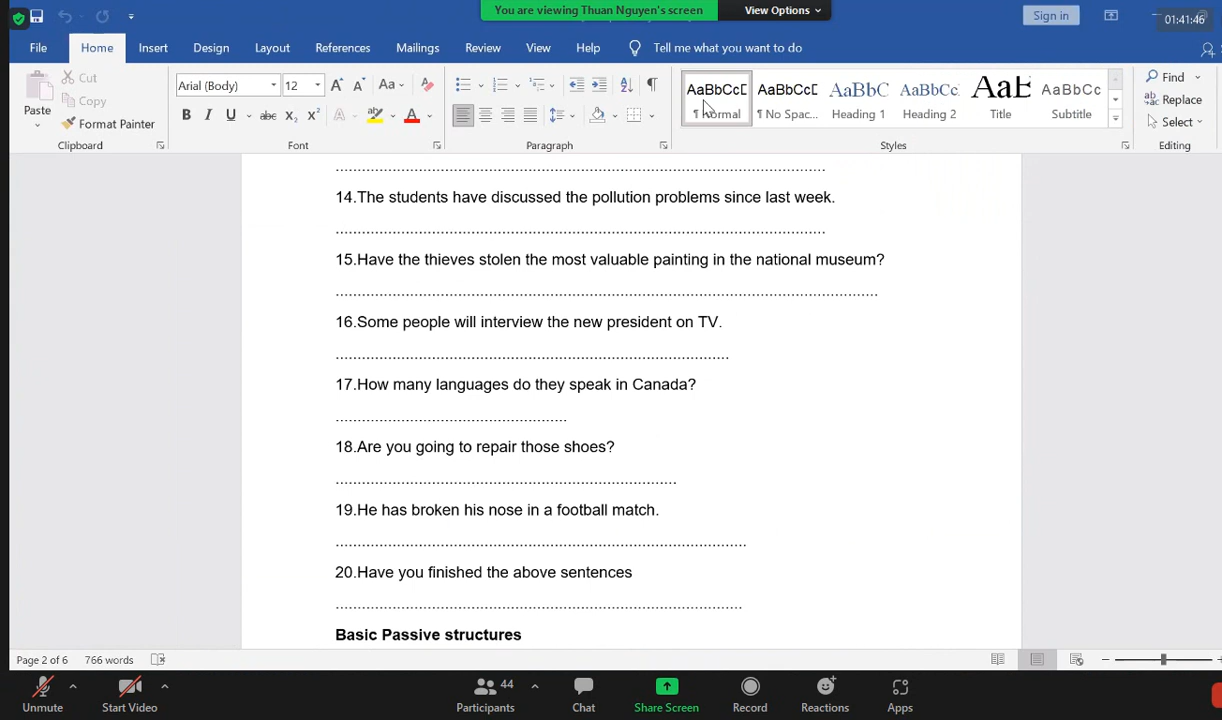 You are viewing Thuan Nguyen's screen
View Options
Sign in
01:41:46
File Home Insert Design Layout References Mailings Review View Help Tell me what you want to do
Paste
Cut
Copy
Format Painter
Clipboard
Arial (Body) 12
Font
Paragraph
AaBbCcD AaBbCcD AaBbC AaBbCc AaB AaBbCc
Normal ¶ No Spac... Heading 1 Heading 2 Title Subtitle
Styles
Find
Replace
Select
Editing
14.The students have discussed the pollution problems since last week.
15.Have the thieves stolen the most valuable painting in the national museum?
16.Some people will interview the new president on TV.
17.How many languages do they speak in Canada?
18.Are you going to repair those shoes?
19.He has broken his nose in a football match.
20.Have you finished the above sentences
Basic Passive structures
Page 2 of 6 766 words
44
Unmute Start Video Participants Chat Share Screen Record Reactions Apps